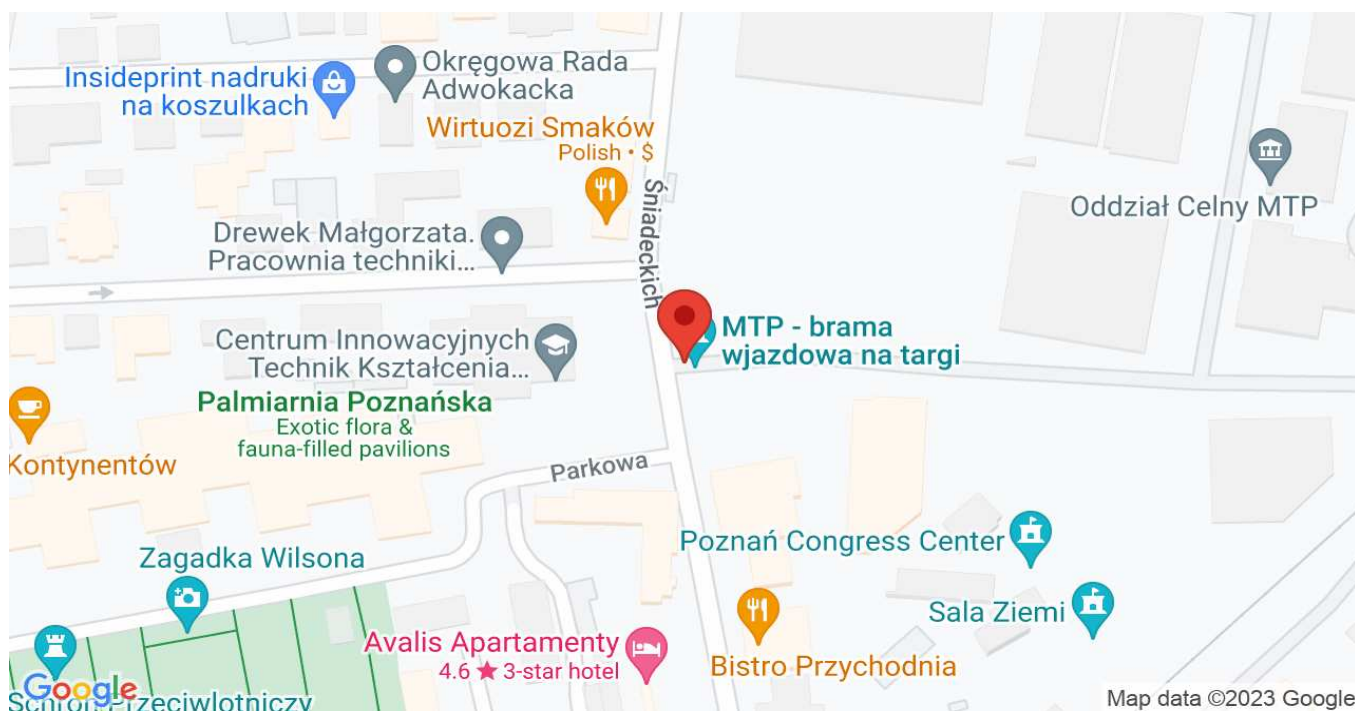 Insideprint nadruki
na koszulkach
Okręgowa Rada
Adwokacka
Wirtuozi Smaków
Polish • $
Śniadeckich
Oddział Celny MTP
Drewek Małgorzata.
Pracownia techniki...
MTP - brama
wjazdowa na targi
Centrum Innowacyjnych
Technik Kształcenia...
Palmiarnia Poznańska
Exotic flora &
fauna-filled pavilions
Kontynentów
Parkowa
Poznań Congress Center
Zagadka Wilsona
Sala Ziemi
Avalis Apartamenty
4.6 ★ 3-star hotel
Bistro Przychodnia
Google
Schron Przeciwlotniczy
Map data ©2023 Google